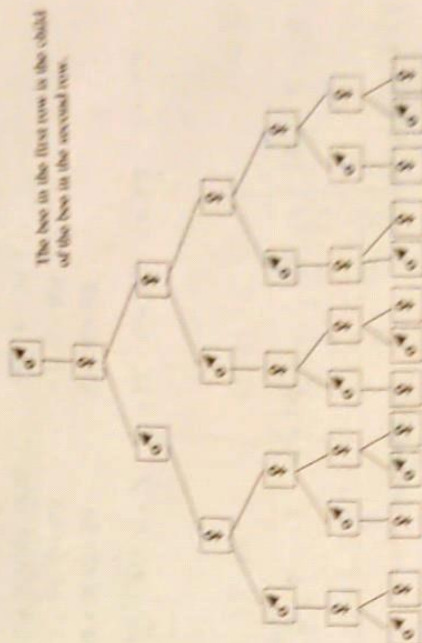 The bee in the first row is the child
of the bee in the second row.